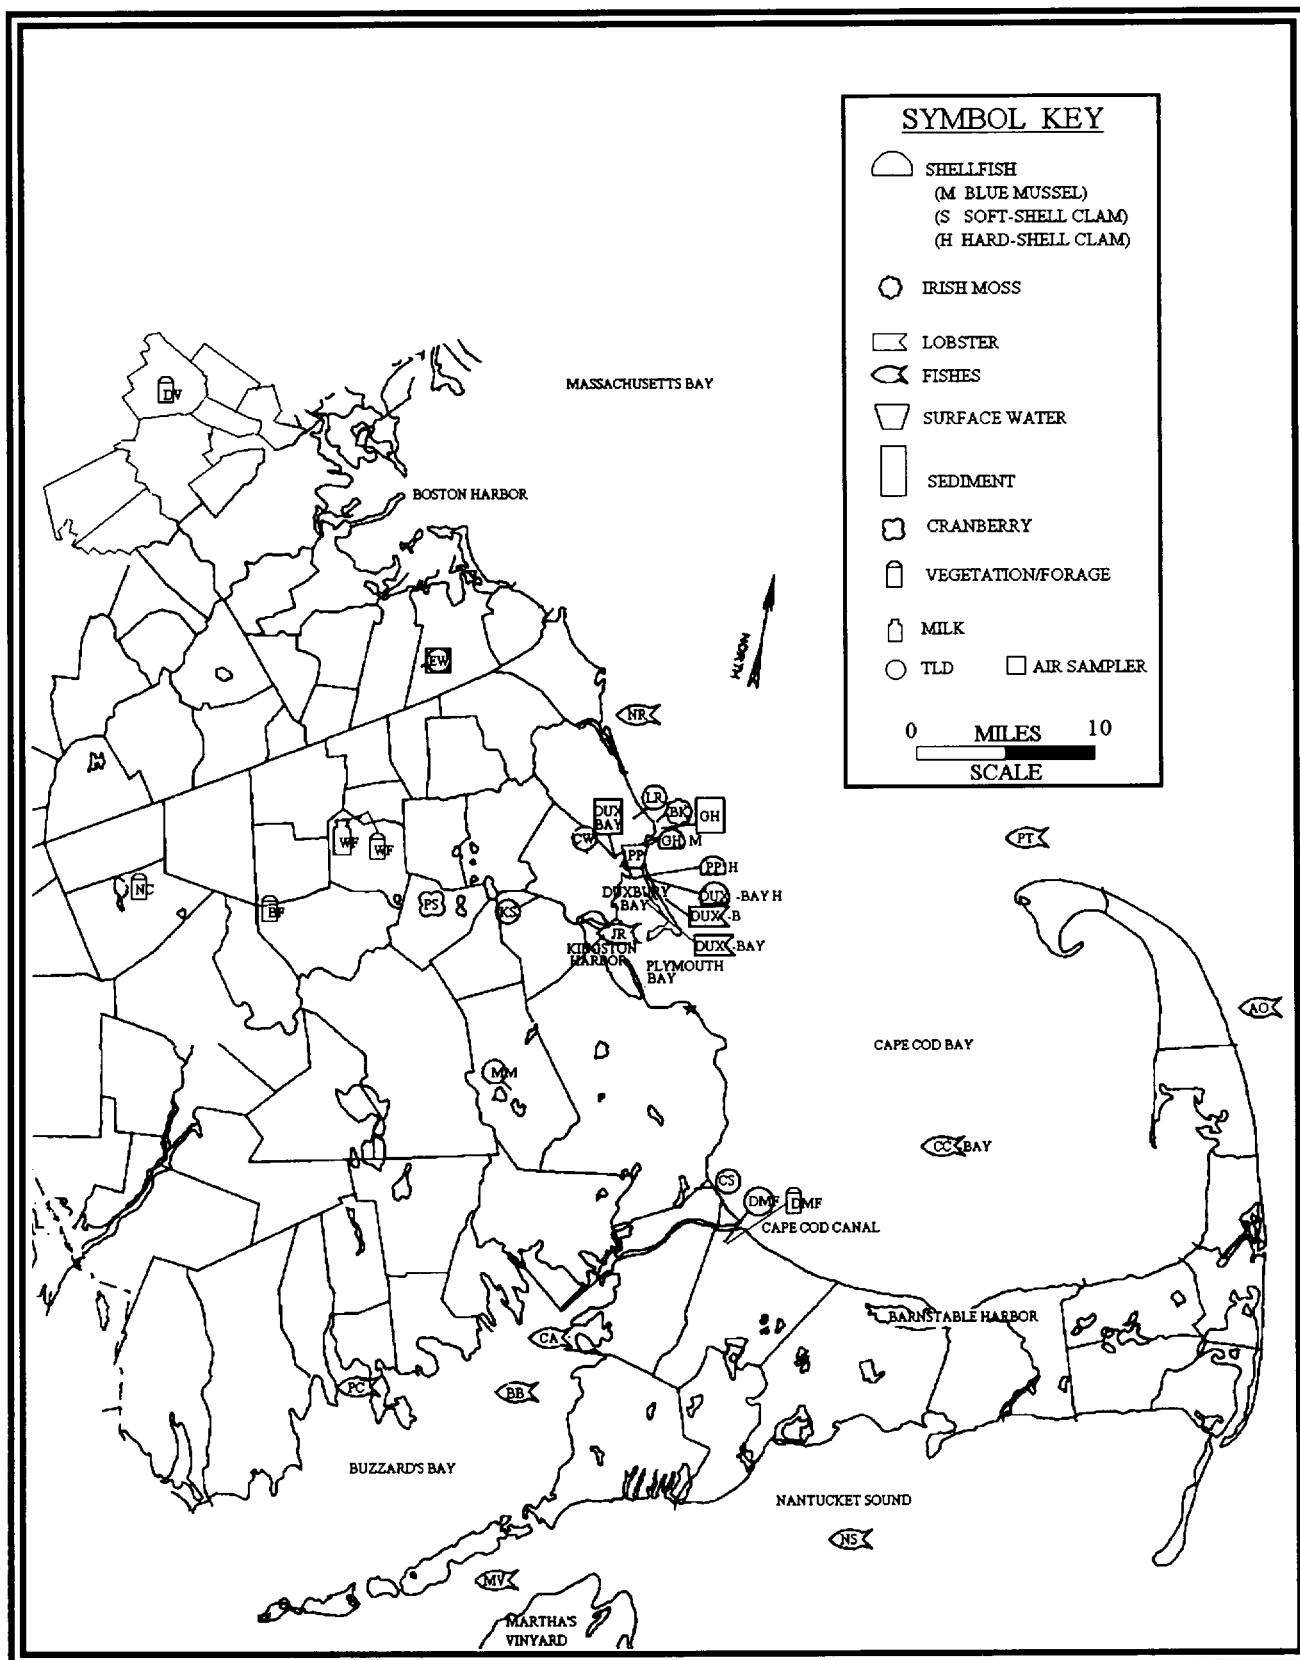 SYMBOL KEY
SHELLFISH
(M BLUE MUSSEL)
(S SOFT-SHELL CLAM)
(H HARD-SHELL CLAM)
IRISH MOSS
LOBSTER
FISHES
SURFACE WATER
SEDIMENT
CRANBERRY
VEGETATION/FORAGE
MILK
TLD
AIR SAMPLER
0 MILES 10
SCALE
DV
MASSACHUSETTS BAY
BOSTON HARBOR
NORTH
EW
NR
LR
BK
GH
DUX
BAY
CW
GH M
PP
PT
WF
WF
PP H
NC
BF
PS
KS
DUXBURY
BAY
DUX -BAY H
DUX -B
JR
DUX -BAY
KINGSTON
HARBOR
PLYMOUTH
BAY
AO
CAPE COD BAY
MM
CC BAY
CS
DMF
DMF
CAPE COD CANAL
BARNSTABLE HARBOR
CA
PC
BB
BUZZARD'S BAY
NANTUCKET SOUND
NS
MV
MARTHA'S
VINYARD